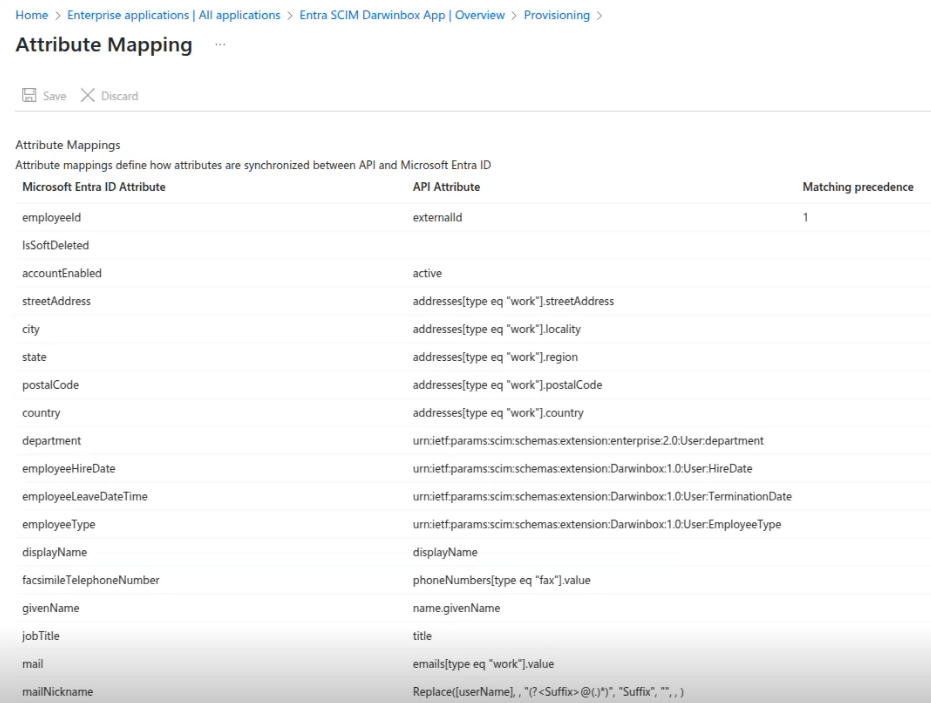 Home > Enterprise applications | All applications > Entra SCIM Darwinbox App | Overview > Provisioning >
Attribute Mapping ...
Save Discard
Attribute Mappings
Attribute mappings define how attributes are synchronized between API and Microsoft Entra ID
Microsoft Entra ID Attribute API Attribute Matching precedence
employeeId externalId 1
IsSoftDeleted
accountEnabled active
streetAddress addresses[type eq "work"].streetAddress
city addresses[type eq "work"].locality
state addresses[type eq "work"].region
postalCode addresses[type eq "work"].postalCode
country addresses[type eq "work"].country
department urn:ietf:params:scim:schemas:extension:enterprise:2.0:User:department
employeeHireDate urn:ietf:params:scim:schemas:extension:Darwinbox:1.0:User:HireDate
employeeLeaveDateTime urn:ietf:params:scim:schemas:extension:Darwinbox:1.0:User:TerminationDate
employeeType urn:ietf:params:scim:schemas:extension:Darwinbox:1.0:User:EmployeeType
displayName displayName
facsimileTelephoneNumber phoneNumbers[type eq "fax"].value
givenName name.givenName
jobTitle title
mail emails[type eq "work"].value
mailNickname Replace([userName], , "(?<Suffix>@(.)*)", "Suffix", "", , )